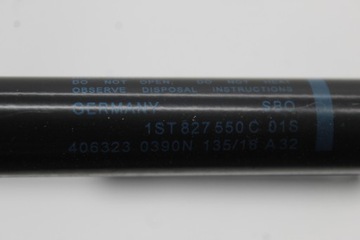 DO NOT OPEN. DO NOT HEAT
OBSERVE DISPOSAL INSTRUCTIONS
GERMANY SBO
1ST 827 550 C 01S
406323 0390N 135/18 A32